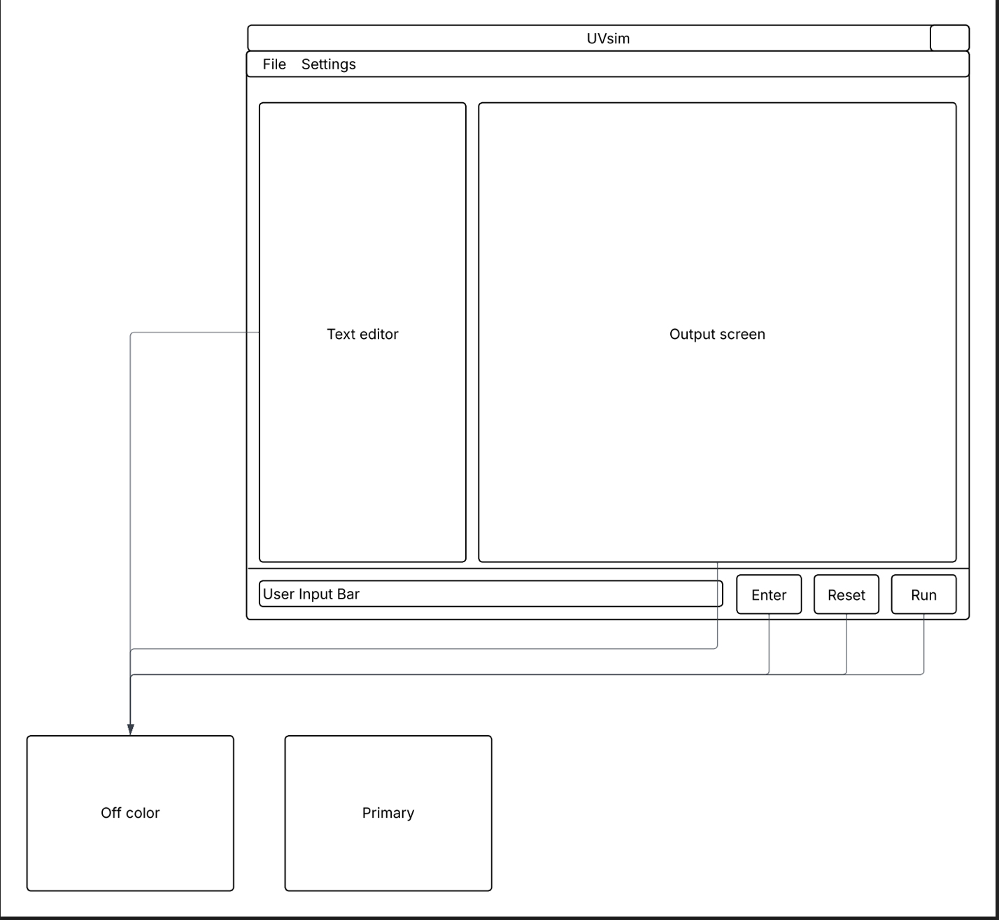 UVsim
File Settings
Text editor
Output screen
User Input Bar
Enter
Reset
Run
Off color
Primary